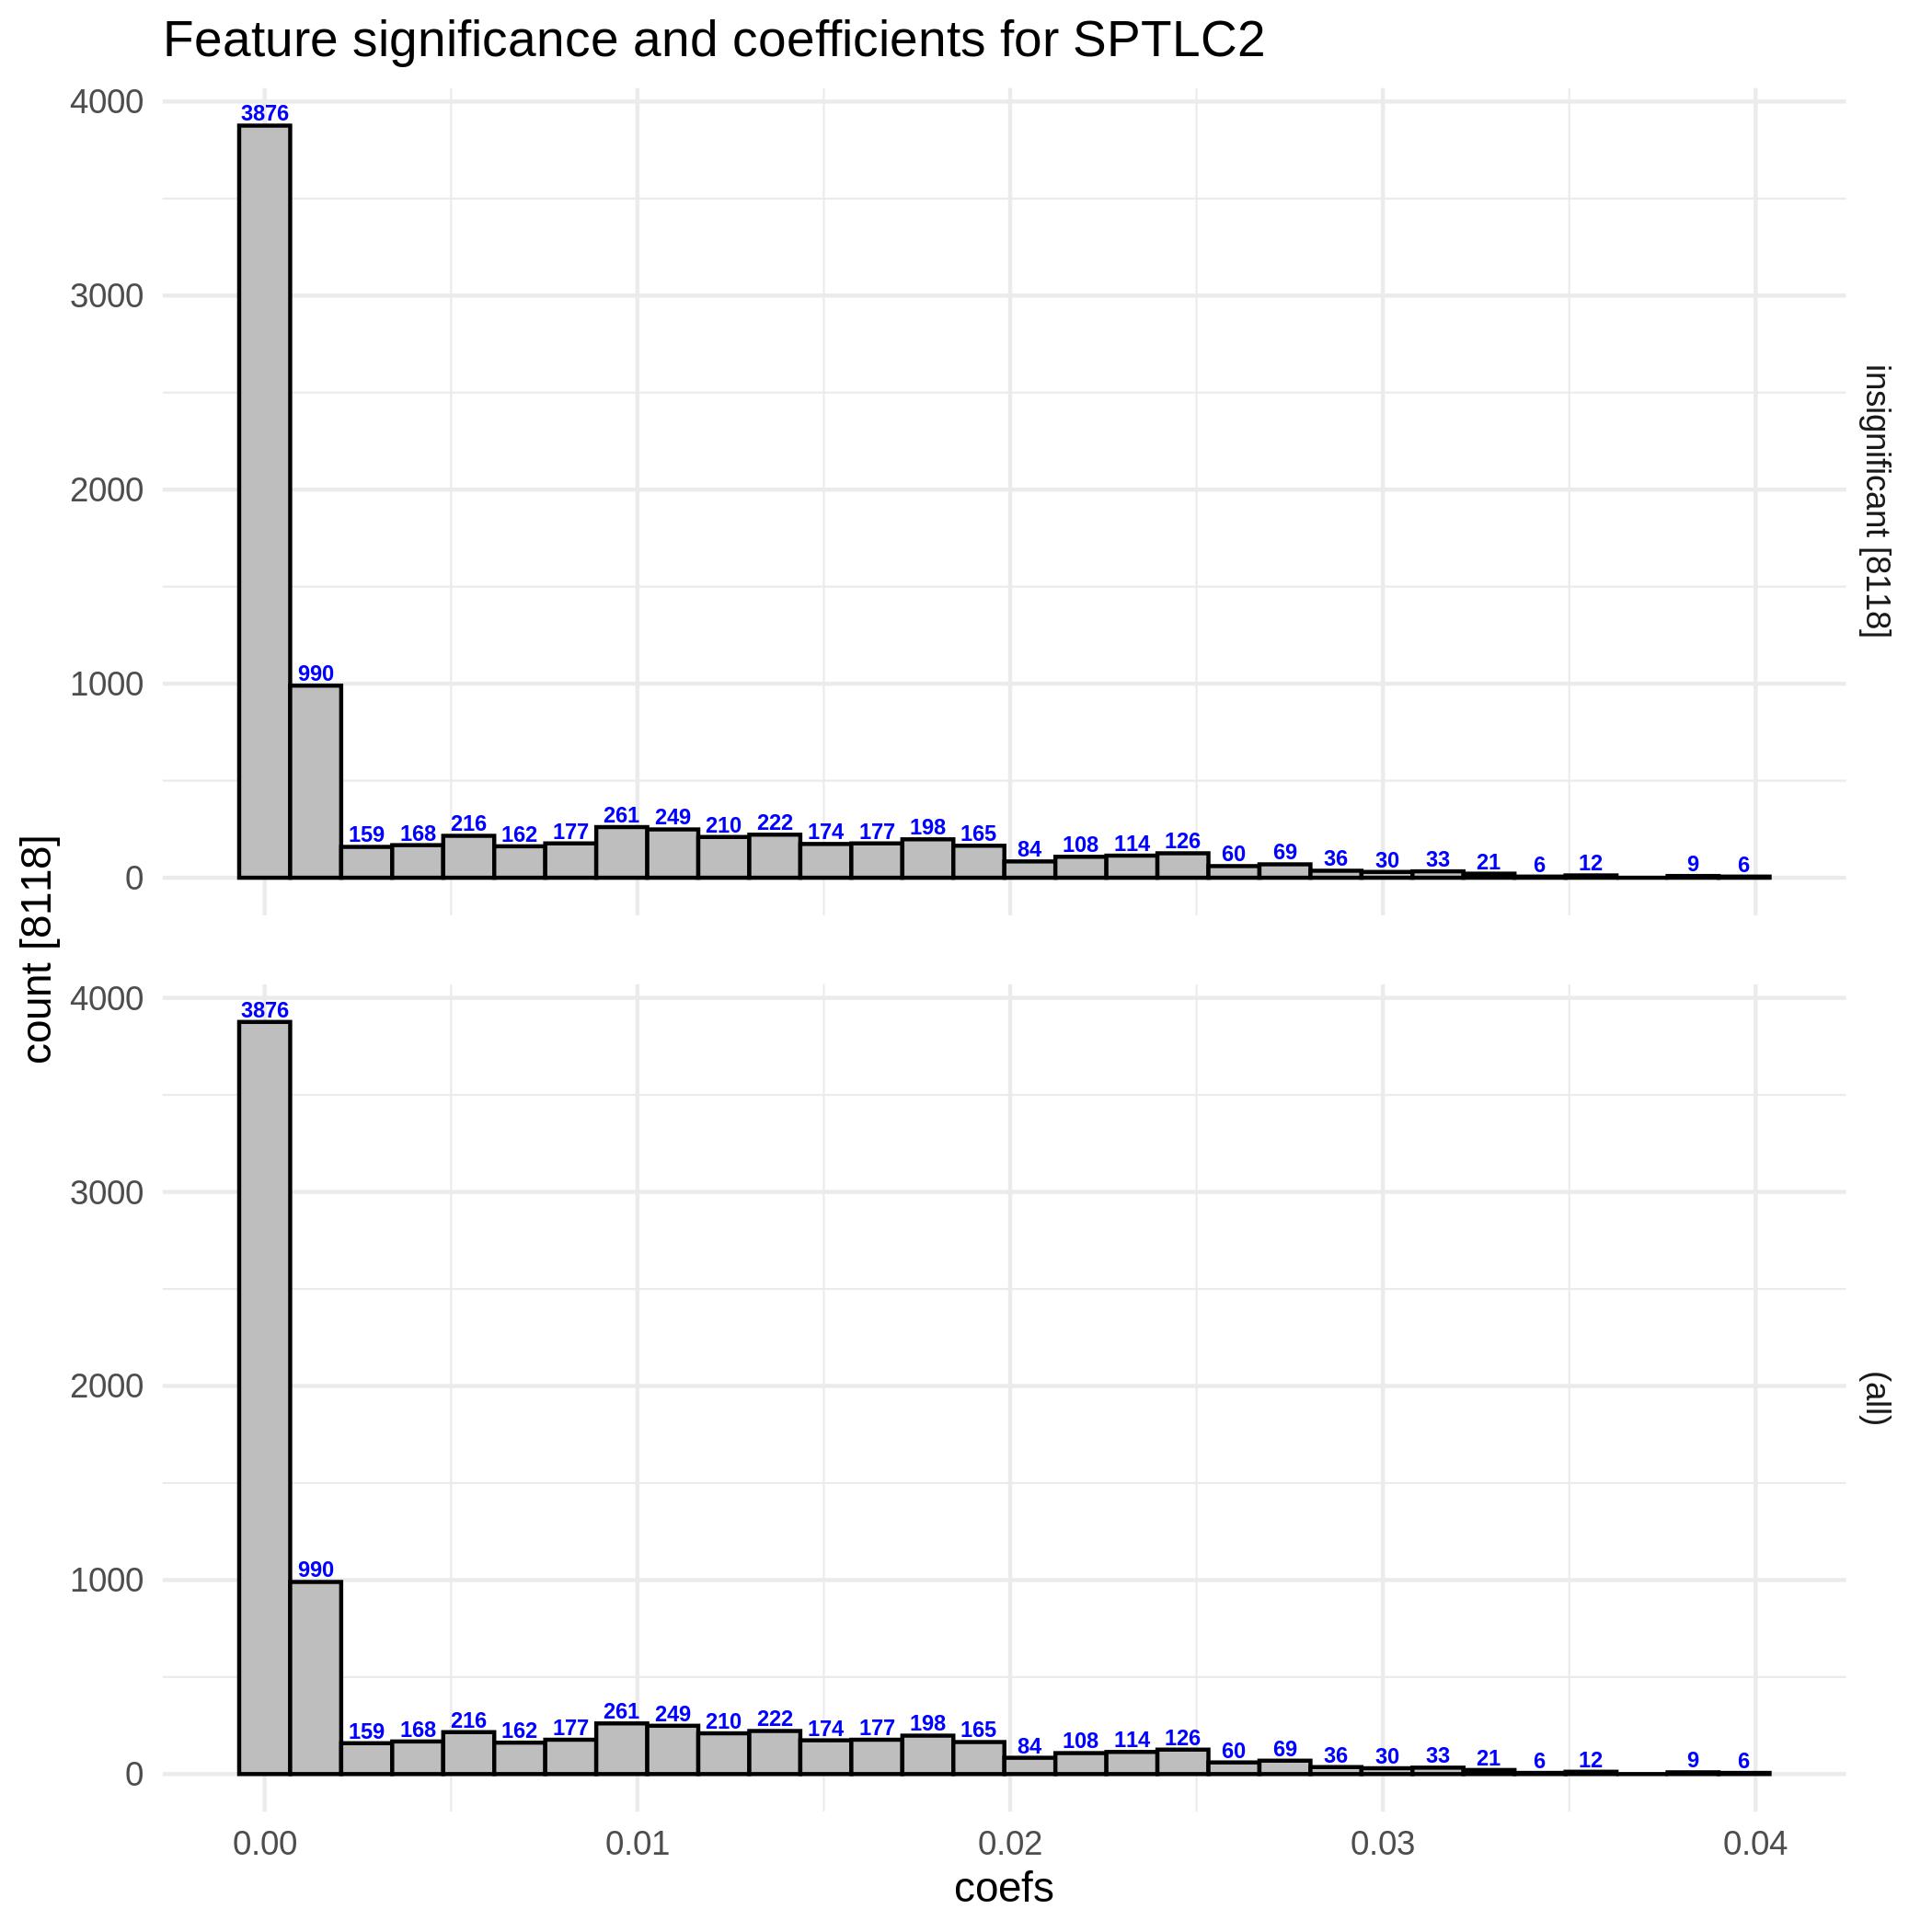 Feature significance and coefficients for SPTLC2
count [8118]
4000
3000
2000
1000
0
3876
990
159 168 216 162 177 261 249 210 222 174 177 198 165 84 108 114 126 60 69 36 30 33 21 6 12 9 6
insignificant [8118]
4000
3000
2000
1000
0
3876
990
159 168 216 162 177 261 249 210 222 174 177 198 165 84 108 114 126 60 69 36 30 33 21 6 12 9 6
(all)
0.00 0.01 0.02 0.03 0.04
coefs